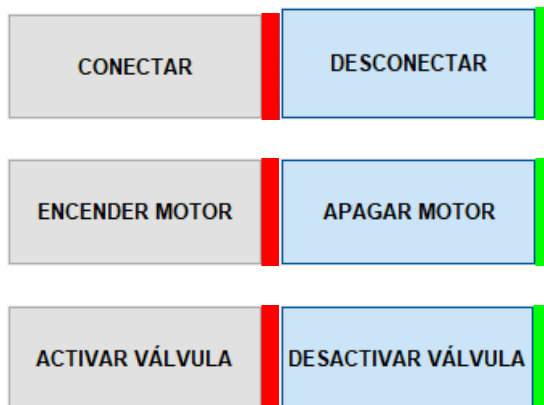 CONECTAR
DESCONECTAR
ENCENDER MOTOR
APAGAR MOTOR
ACTIVAR VÁLVULA
DESACTIVAR VÁLVULA